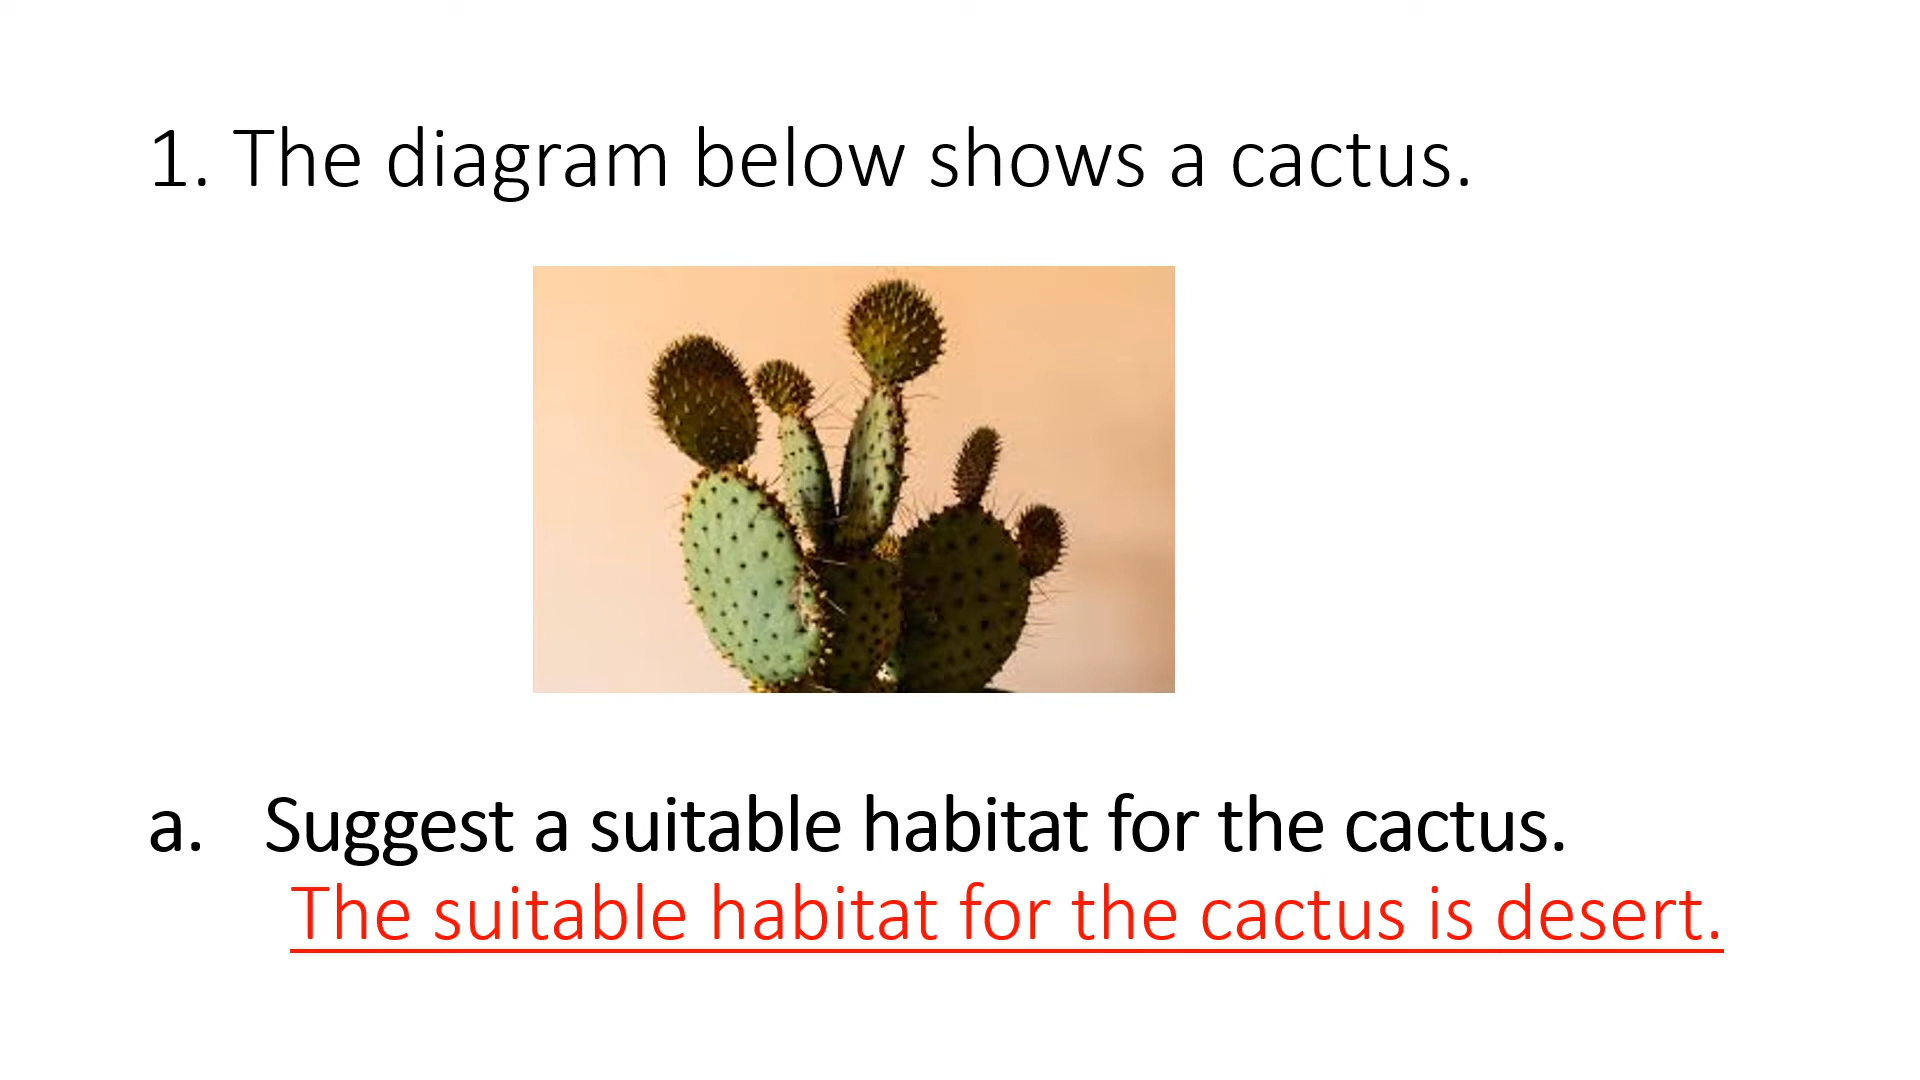 1. The diagram below shows a cactus.
a. Suggest a suitable habitat for the cactus.
The suitable habitat for the cactus is desert.